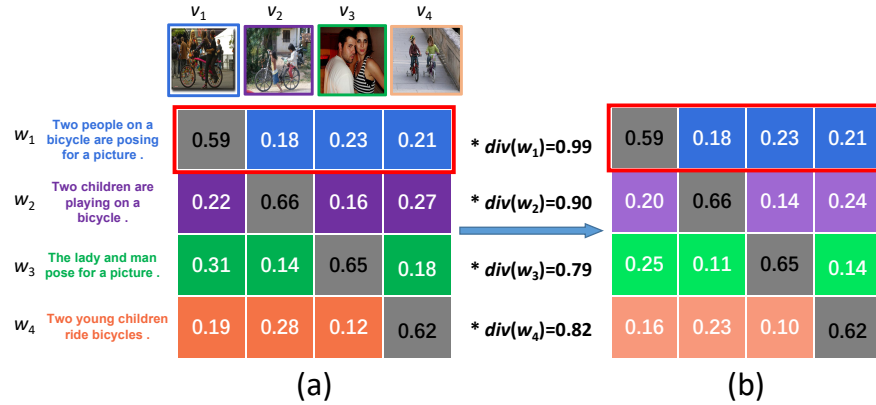 v1 v2 v3 v4
w1 Two people on a
bicycle are posing
for a picture .
0.59 0.18 0.23 0.21
* div(w1)=0.99
0.59 0.18 0.23 0.21
w2 Two children are
playing on a
bicycle .
0.22 0.66 0.16 0.27
* div(w2)=0.90
0.20 0.66 0.14 0.24
w3 The lady and man
pose for a picture .
0.31 0.14 0.65 0.18
* div(w3)=0.79
0.25 0.11 0.65 0.14
w4 Two young children
ride bicycles .
0.19 0.28 0.12 0.62
* div(w4)=0.82
0.16 0.23 0.10 0.62
(a) (b)